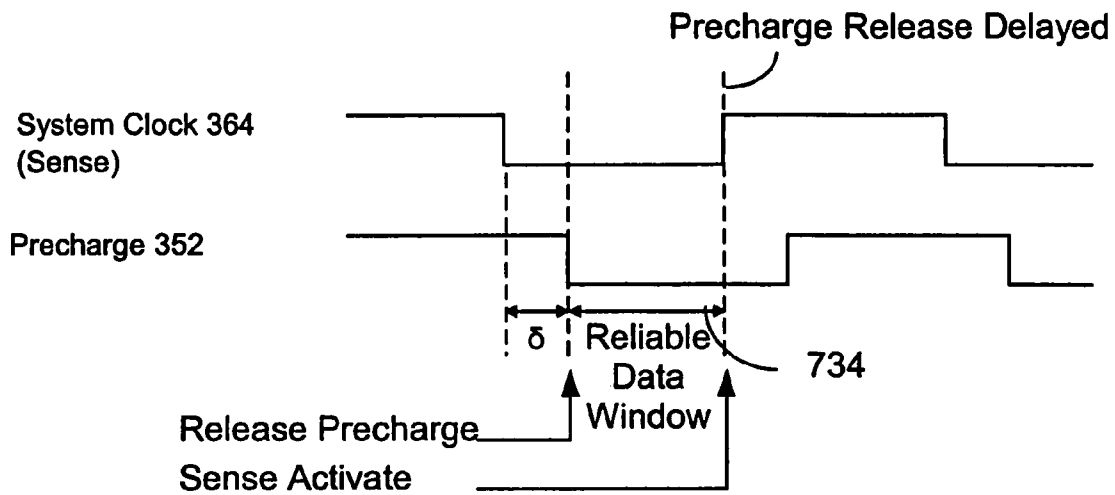 Precharge Release Delayed
System Clock 364
(Sense)
Precharge 352
δ
Reliable
Data
Window
734
Release Precharge
Sense Activate